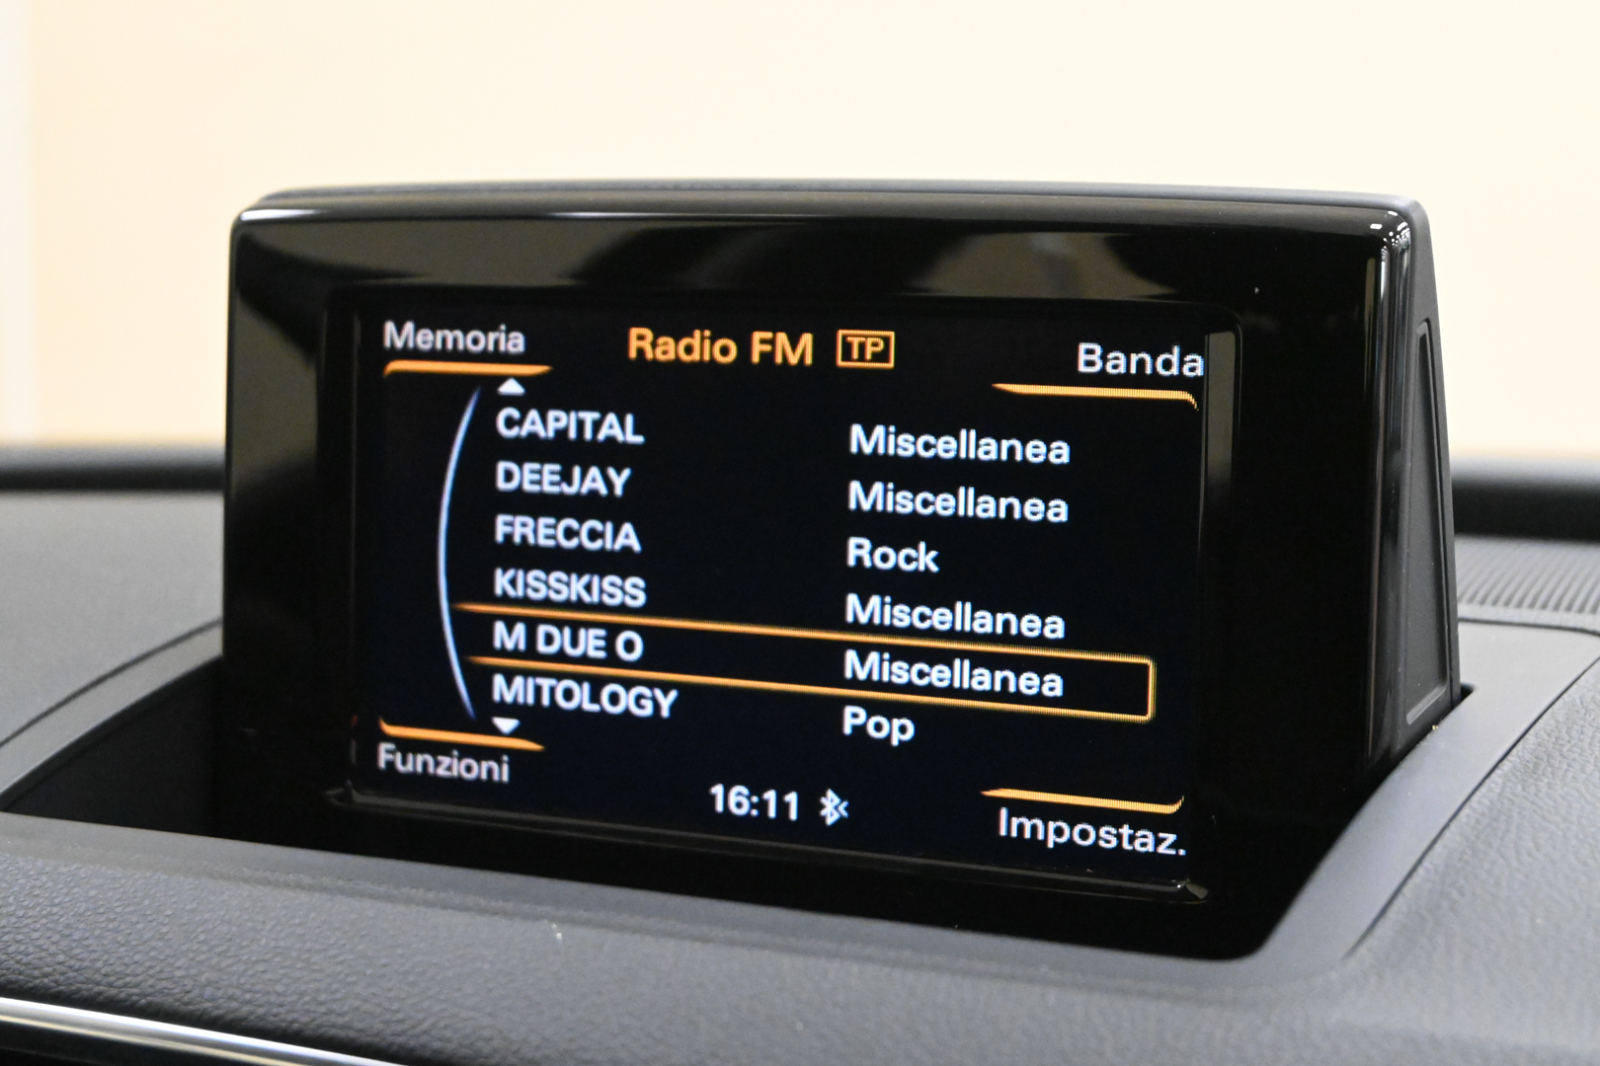 Memoria Radio FM TP Banda
CAPITAL Miscellanea
DEEJAY Miscellanea
FRECCIA Rock
KISSKISS Miscellanea
M DUE O Miscellanea
MITOLOGY Pop
Funzioni 16:11 Impostaz.